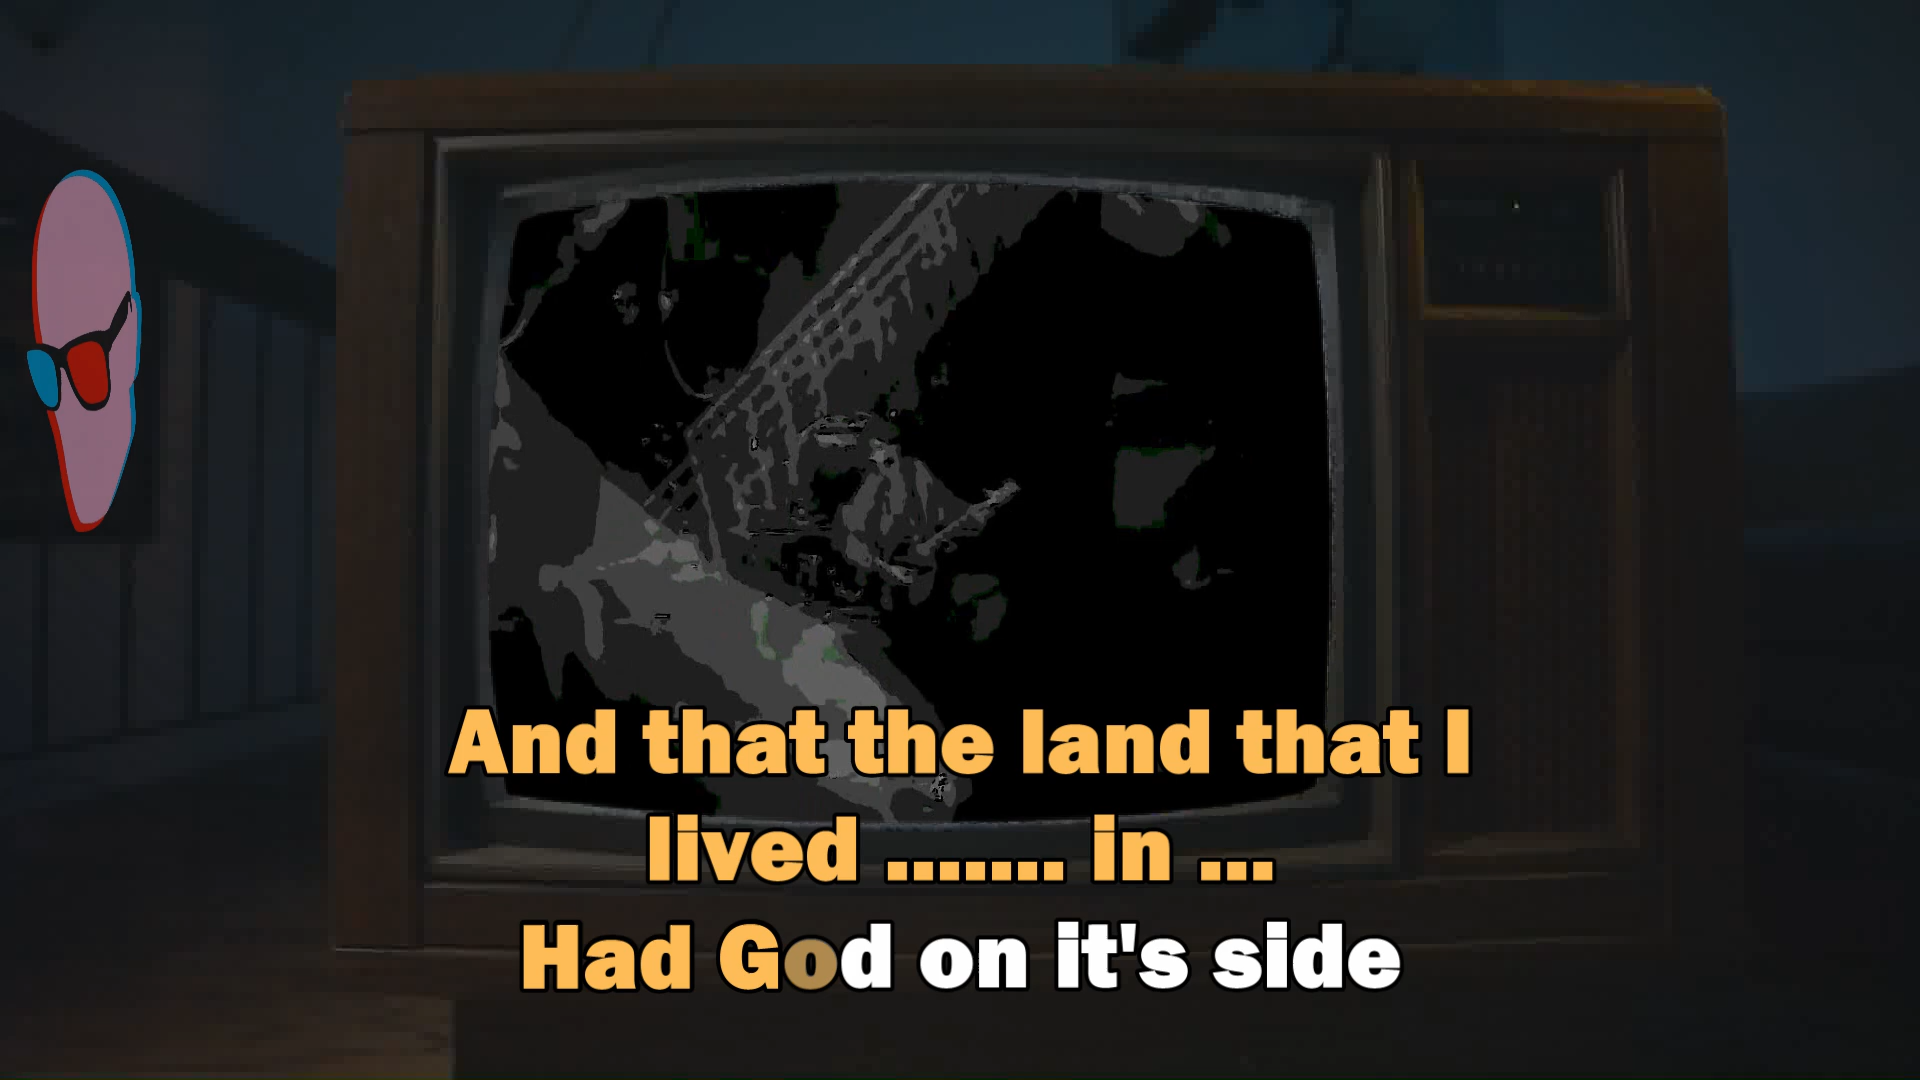 And that the land that I
lived ....... in ...
Had God on it's side